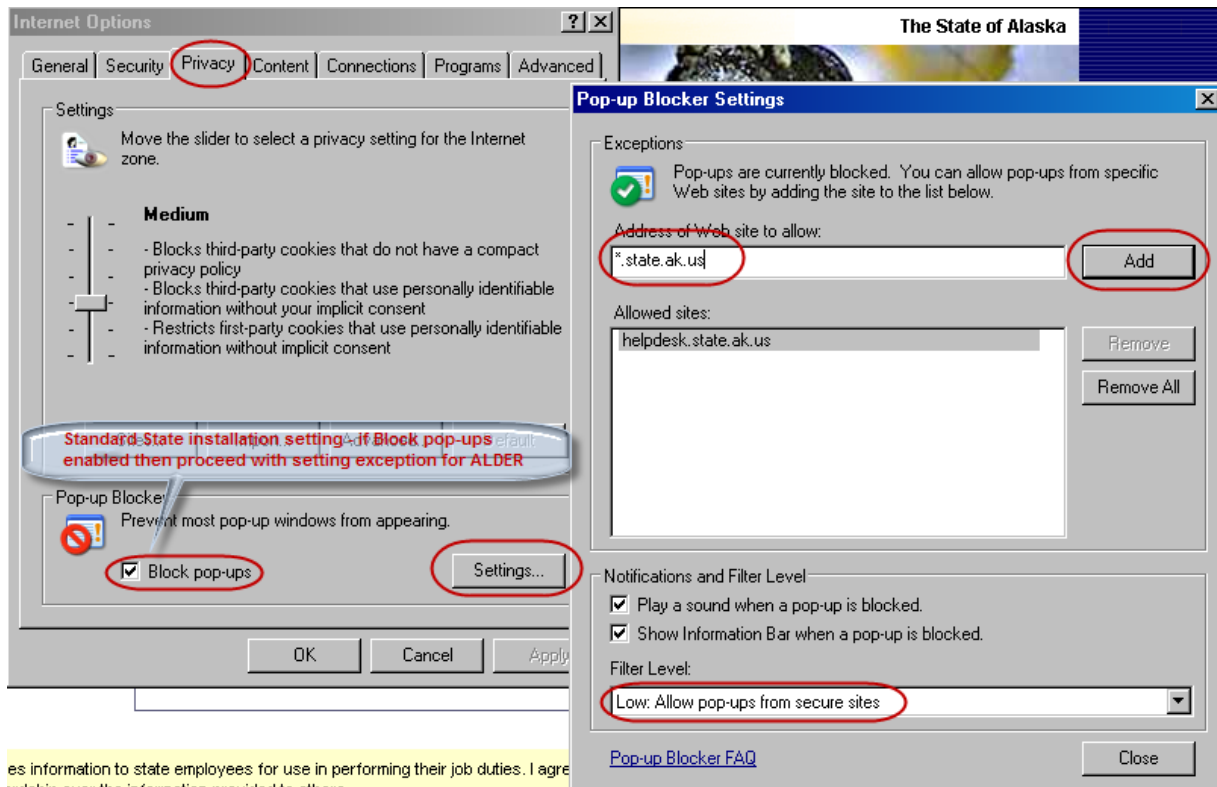 Internet Options
General
Security
Privacy
Content
Connections
Programs
Advanced
Settings
Move the slider to select a privacy setting for the Internet
zone.
Medium
- Blocks third-party cookies that do not have a compact
privacy policy
- Blocks third-party cookies that use personally identifiable
information without your implicit consent
- Restricts first-party cookies that use personally identifiable
information without implicit consent
Standard State installation setting - if Block pop-ups
enabled then proceed with setting exception for ALDER
Pop-up Blocker
Prevent most pop-up windows from appearing.
Block pop-ups
Settings...
OK
Cancel
Apply
The State of Alaska
Pop-up Blocker Settings
Exceptions
Pop-ups are currently blocked. You can allow pop-ups from specific
Web sites by adding the site to the list below.
Address of Web site to allow:
*.state.ak.us
Add
Allowed sites:
helpdesk.state.ak.us
Remove
Remove All
Notifications and Filter Level
Play a sound when a pop-up is blocked.
Show Information Bar when a pop-up is blocked.
Filter Level:
Low: Allow pop-ups from secure sites
Pop-up Blocker FAQ
Close
es information to state employees for use in performing their job duties. I agre